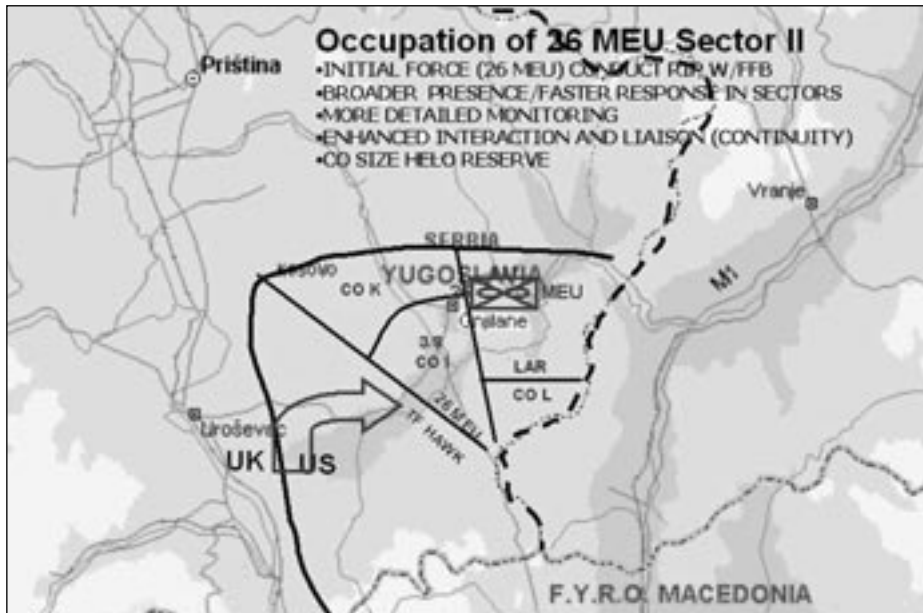 Occupation of 26 MEU Sector II
•INITIAL FORCE (26 MEU) CONDUCT RIP W/FFB
•BROADER PRESENCE/FASTER RESPONSE IN SECTORS
•MORE DETAILED MONITORING
•ENHANCED INTERACTION AND LIAISON (CONTINUITY)
•CO SIZE HELO RESERVE
Priština
Vranje
SERBIA
KOSOVO
YUGOSLAVIA
M1
CO K
MEU
Gnjilane
CO I
LAR
CO L
26 MEU
TF HAWK
Uroševac
UK US
F.Y.R.O. MACEDONIA